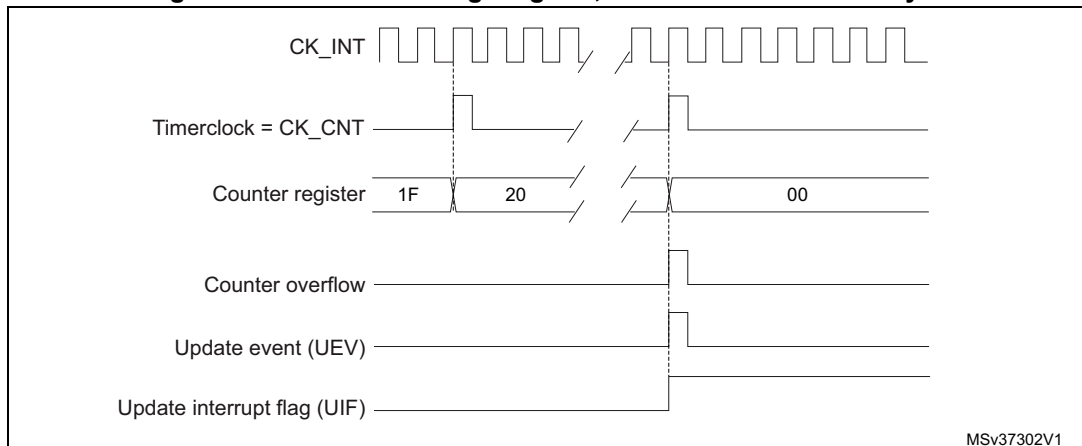 CK_INT
Timerclock = CK_CNT
Counter register 1F 20 00
Counter overflow
Update event (UEV)
Update interrupt flag (UIF)
MSv37302V1